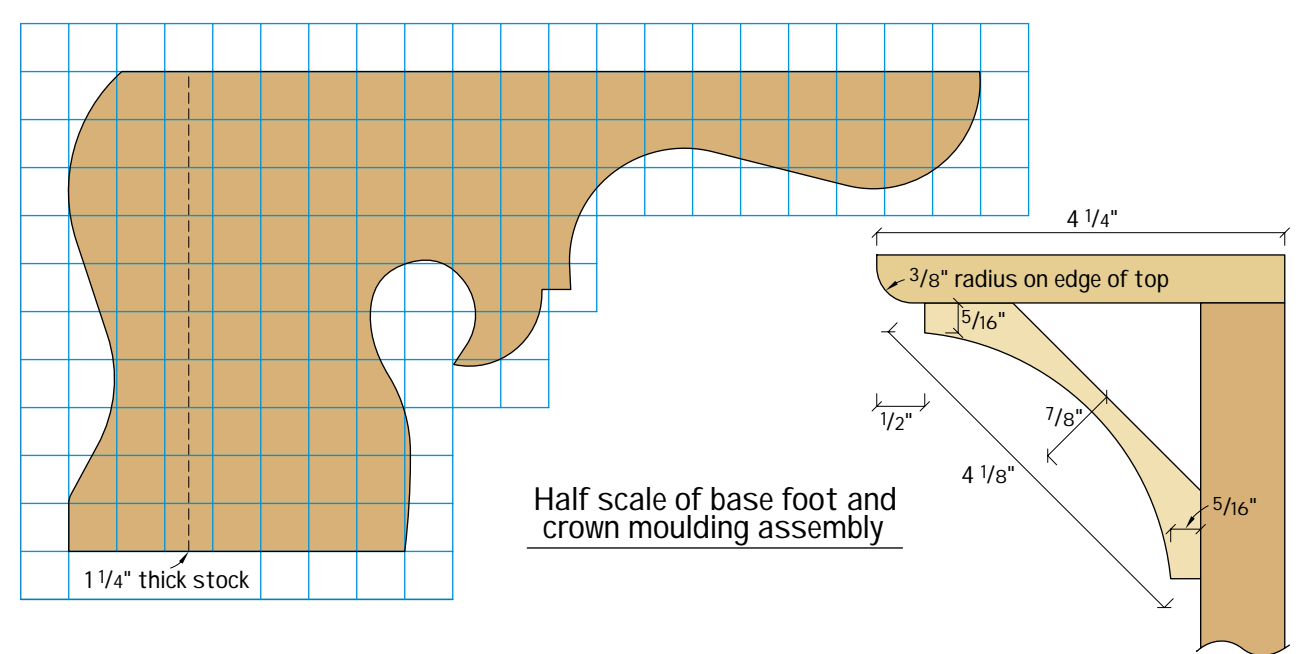 4 1/4"
3/8" radius on edge of top
5/16"
1/2"
7/8"
4 1/8"
5/16"
Half scale of base foot and
crown moulding assembly
1 1/4" thick stock